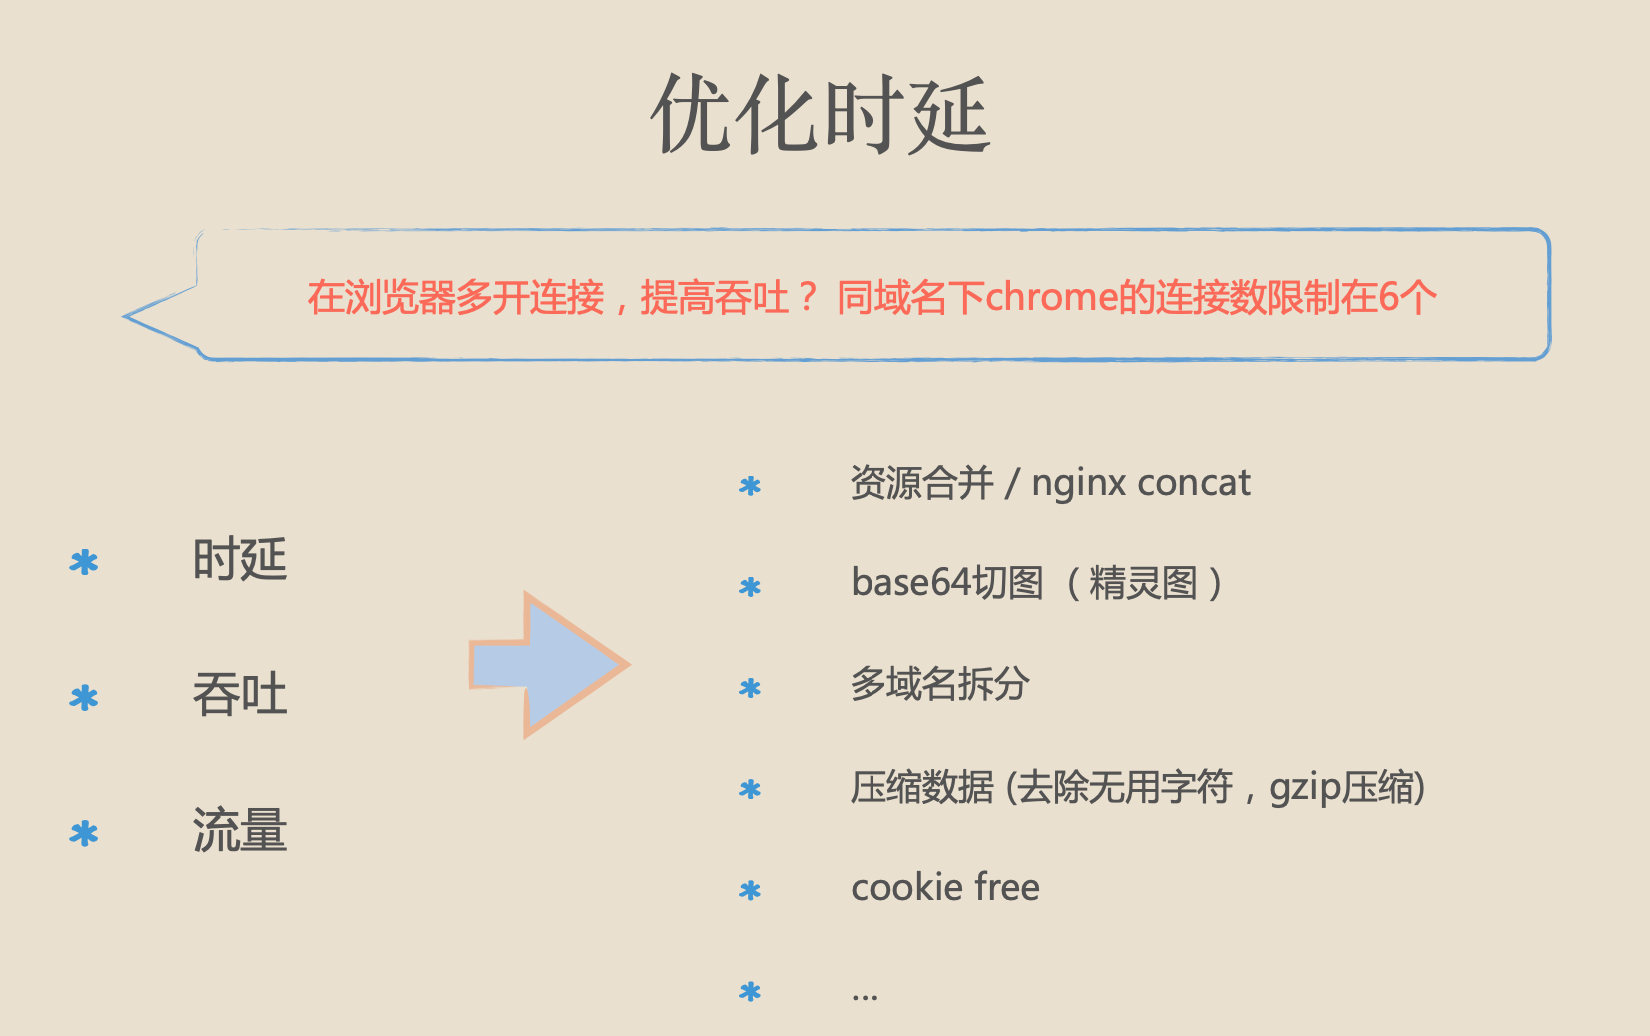 优化时延
在浏览器多开连接，提高吞吐？ 同域名下chrome的连接数限制在6个
* 时延
* 吞吐
* 流量
* 资源合并 / nginx concat
* base64切图 （精灵图）
* 多域名拆分
* 压缩数据 (去除无用字符，gzip压缩)
* cookie free
* ...